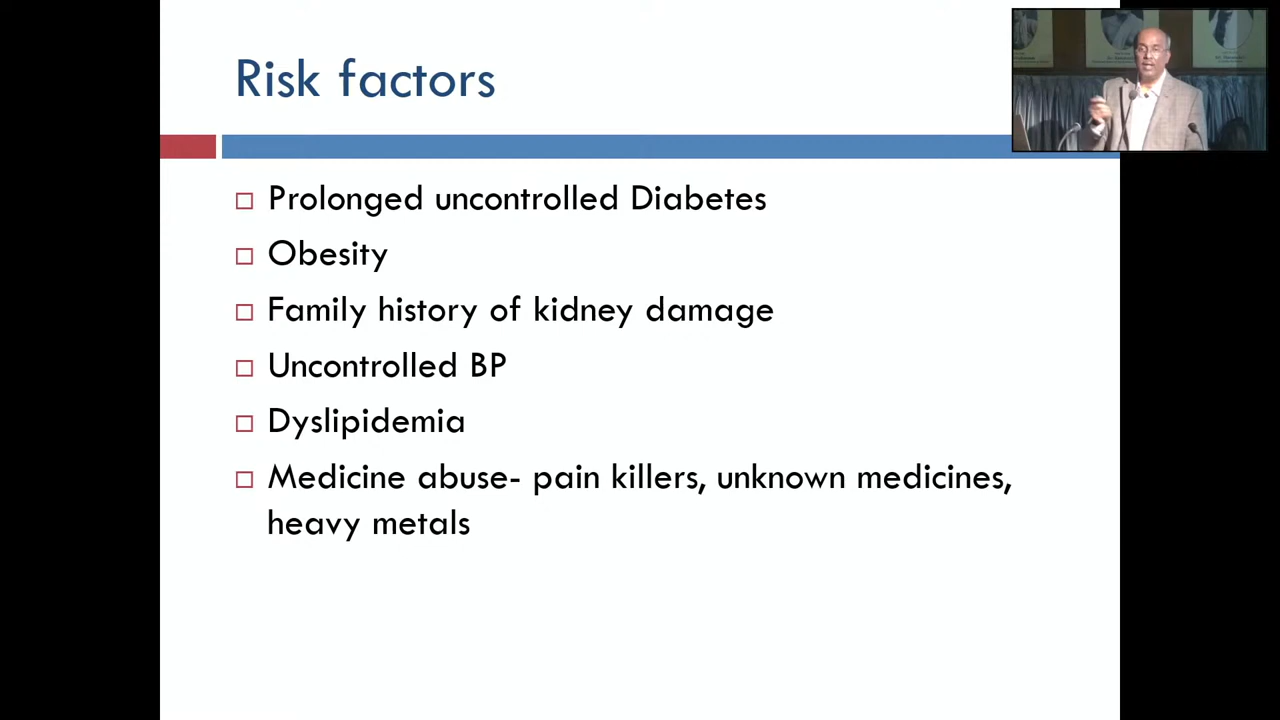 Risk factors
Prolonged uncontrolled Diabetes
Obesity
Family history of kidney damage
Uncontrolled BP
Dyslipidemia
Medicine abuse- pain killers, unknown medicines,
heavy metals